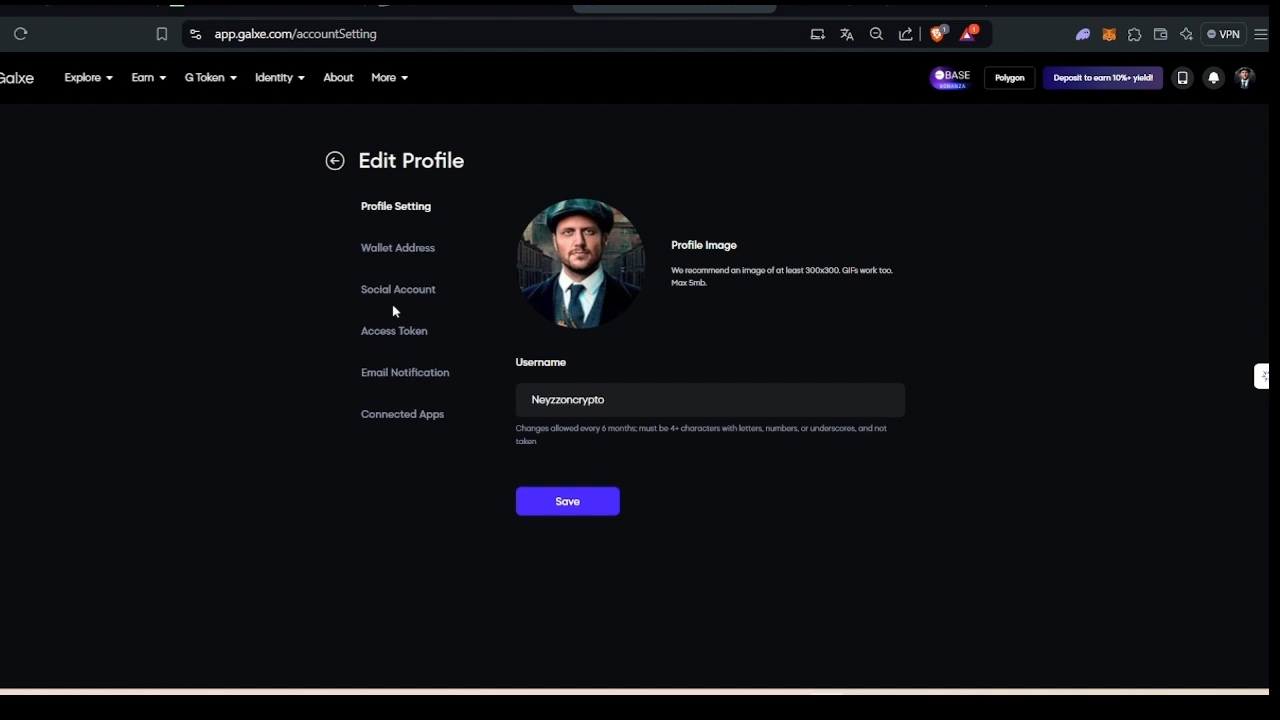 app.galxe.com/accountSetting
1
1
VPN
Galxe
Explore
Earn
G Token
Identity
About
More
BASE
BONANZA
Polygon
Deposit to earn 10%+ yield!
Edit Profile
Profile Setting
Wallet Address
Social Account
Access Token
Email Notification
Connected Apps
Profile Image
We recommend an image of at least 300x300. GIFs work too.
Max 5mb.
Username
Neyzzoncrypto
Changes allowed every 6 months; must be 4+ characters with letters, numbers, or underscores, and not
taken
Save